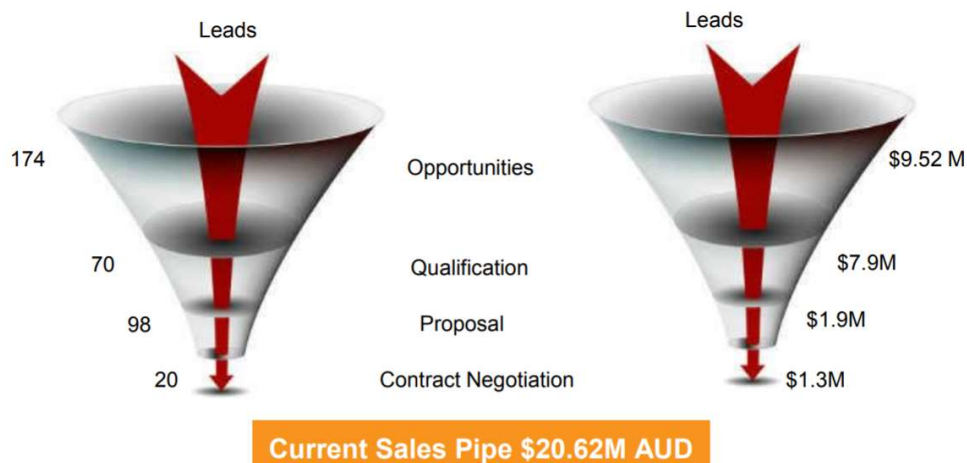 Leads
Leads
174
Opportunities
$9.52 M
70
Qualification
$7.9M
98
Proposal
$1.9M
20
Contract Negotiation
$1.3M
Current Sales Pipe $20.62M AUD